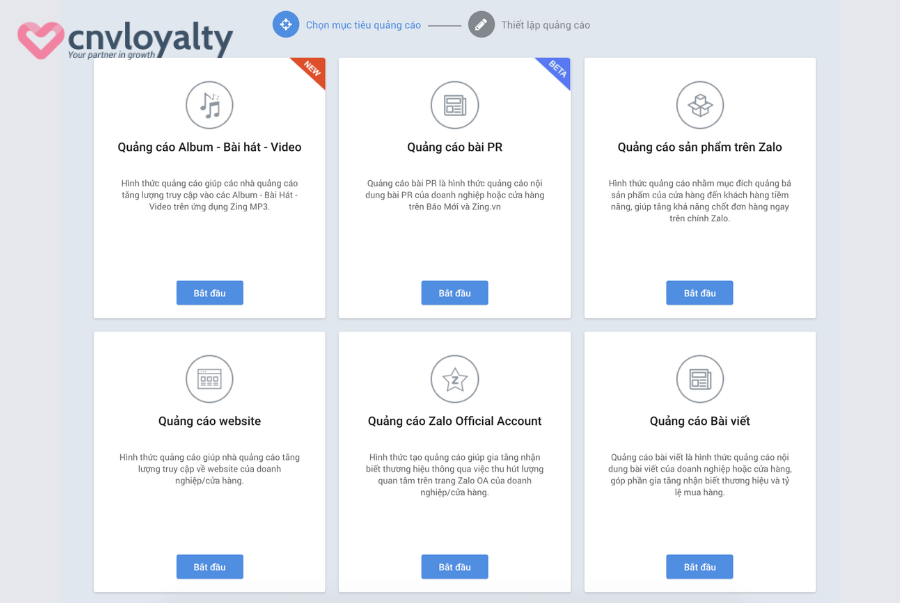 cnvloyalty
Your partner in growth
Chọn mục tiêu quảng cáo
Thiết lập quảng cáo
NEW
Quảng cáo Album - Bài hát - Video
Hình thức quảng cáo giúp các nhà quảng cáo
tăng lượng truy cập vào các Album - Bài Hát -
Video trên ứng dụng Zing MP3.
Bắt đầu
BETA
Quảng cáo bài PR
Quảng cáo bài PR là hình thức quảng cáo nội
dung bài PR của doanh nghiệp hoặc cửa hàng
trên Báo Mới và Zing.vn
Bắt đầu
Quảng cáo sản phẩm trên Zalo
Hình thức quảng cáo nhằm mục đích quảng bá
sản phẩm của cửa hàng đến khách hàng tiềm
năng, giúp tăng khả năng chốt đơn hàng ngay
trên chính Zalo.
Bắt đầu
Quảng cáo website
Hình thức quảng cáo giúp nhà quảng cáo tăng
lượng truy cập về website của doanh
nghiệp/cửa hàng.
Bắt đầu
Z
Quảng cáo Zalo Official Account
Hình thức tạo quảng cáo giúp gia tăng nhận
biết thương hiệu thông qua việc thu hút lượng
quan tâm trên trang Zalo OA của doanh
nghiệp/cửa hàng.
Bắt đầu
Quảng cáo Bài viết
Quảng cáo bài viết là hình thức quảng cáo nội
dung bài viết của doanh nghiệp hoặc cửa hàng,
góp phần gia tăng nhận biết thương hiệu và tỷ
lệ mua hàng.
Bắt đầu